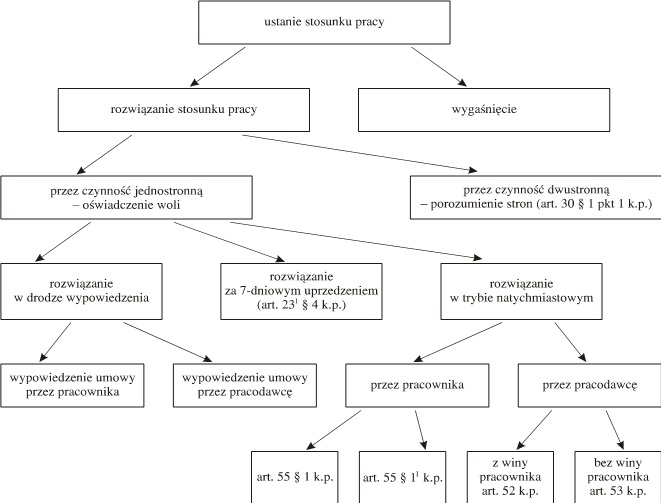 ustanie stosunku pracy
rozwiązanie stosunku pracy
wygaśnięcie
przez czynność jednostronną
– oświadczenie woli
przez czynność dwustronną
– porozumienie stron (art. 30 § 1 pkt 1 k.p.)
rozwiązanie
w drodze wypowiedzenia
rozwiązanie
za 7-dniowym uprzedzeniem
(art. 23¹ § 4 k.p.)
rozwiązanie
w trybie natychmiastowym
wypowiedzenie umowy
przez pracownika
wypowiedzenie umowy
przez pracodawcę
przez pracownika
przez pracodawcę
art. 55 § 1 k.p.
art. 55 § 1¹ k.p.
z winy
pracownika
art. 52 k.p.
bez winy
pracownika
art. 53 k.p.